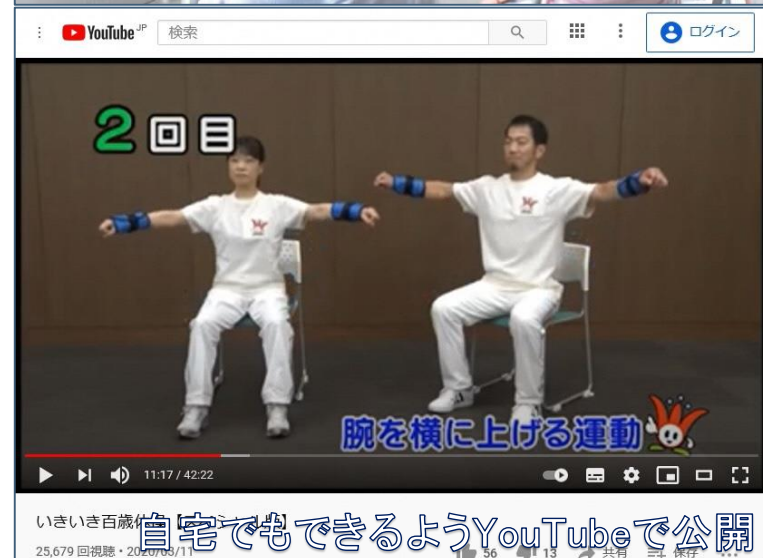 YouTube JP
検索
ログイン
2回目
腕を横に上げる運動
11:17 / 42:22
いきいき百歳体操【
自宅でもできるようYouTubeで公開
25,679 回視聴・2020/03/11
56
13
共有
保存